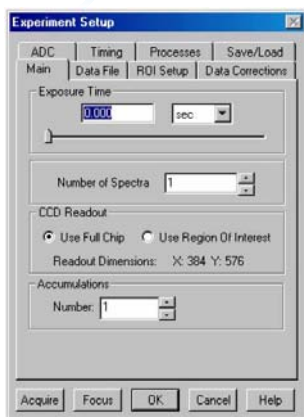 Experiment Setup
ADC Timing Processes Save/Load
Main Data File ROI Setup Data Corrections
Exposure Time
0.000 sec
Number of Spectra 1
CCD Readout
Use Full Chip Use Region Of Interest
Readout Dimensions: X: 384 Y: 576
Accumulations
Number: 1
Acquire Focus OK Cancel Help